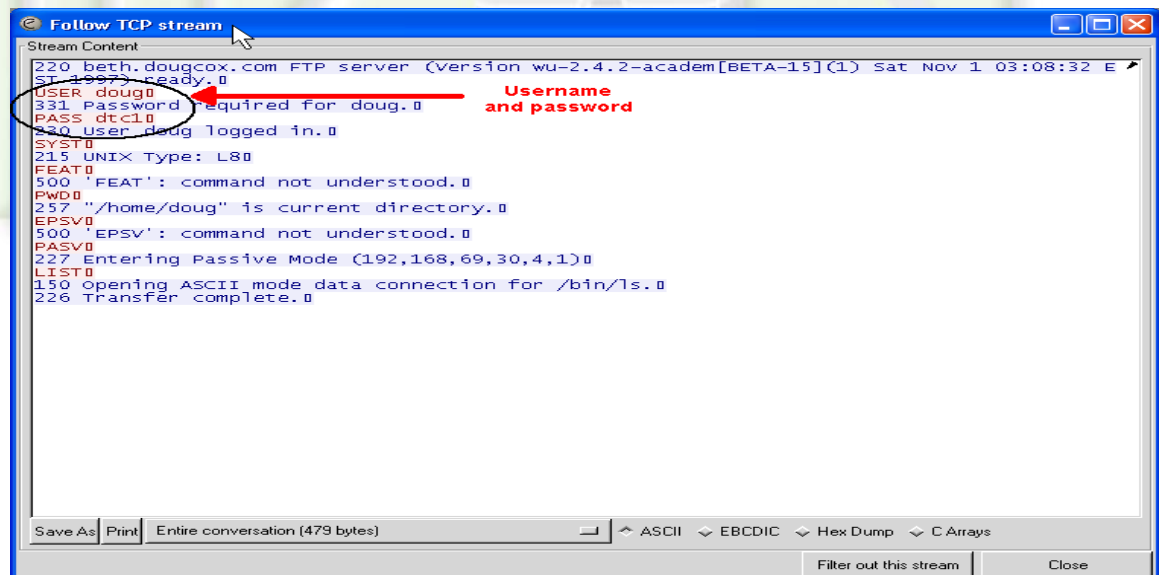 Follow TCP stream
Stream Content
220 beth.dougcox.com FTP server (Version wu-2.4.2-academ[BETA-15](1) Sat Nov 1 03:08:32 E
ST 1997) ready.
USER doug
331 Password required for doug.
PASS dtc1
230 User doug logged in.
SYST
215 UNIX Type: L8
FEAT
500 'FEAT': command not understood.
PWD
257 "/home/doug" is current directory.
EPSV
500 'EPSV': command not understood.
PASV
227 Entering Passive Mode (192,168,69,30,4,1)
LIST
150 Opening ASCII mode data connection for /bin/ls.
226 Transfer complete.
Username
and password
Save As Print Entire conversation (479 bytes) ASCII EBCDIC Hex Dump C Arrays
Filter out this stream Close